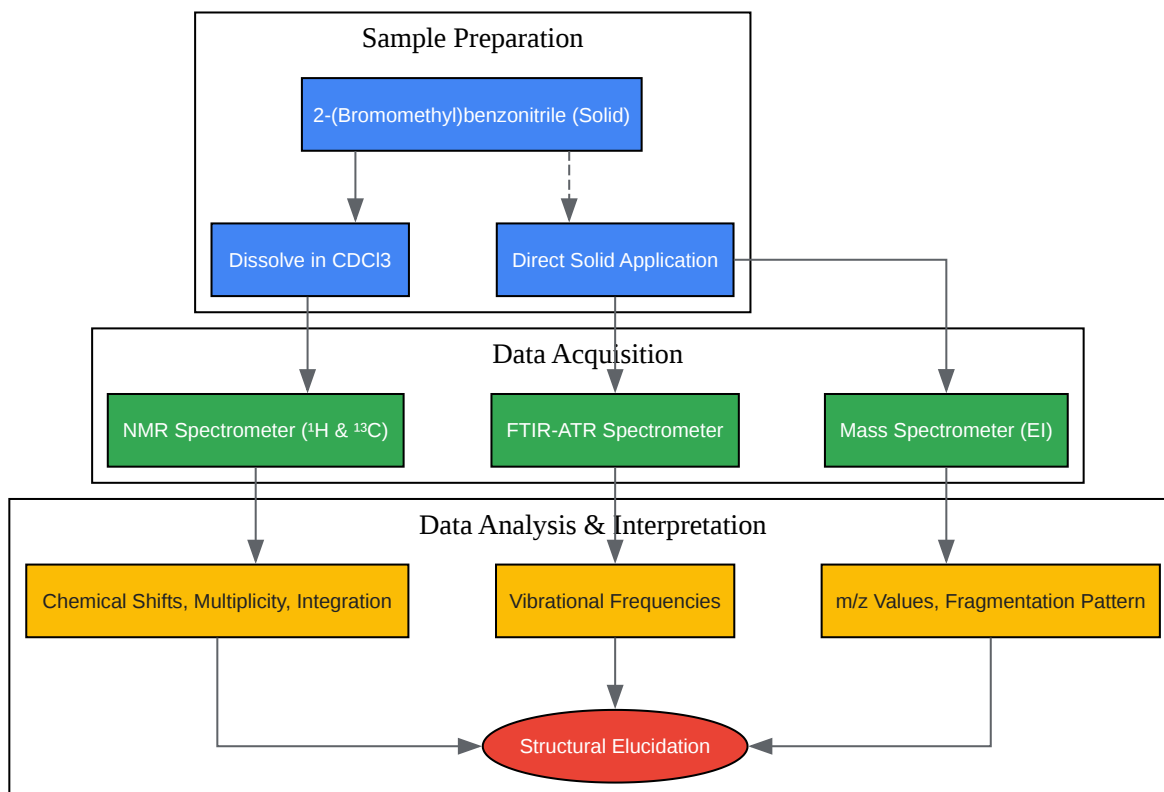 Sample Preparation
2-(Bromomethyl)benzonitrile (Solid)
Dissolve in CDCl3
Direct Solid Application
Data Acquisition
NMR Spectrometer (¹H & ¹³C)
FTIR-ATR Spectrometer
Mass Spectrometer (EI)
Data Analysis & Interpretation
Chemical Shifts, Multiplicity, Integration
Vibrational Frequencies
m/z Values, Fragmentation Pattern
Structural Elucidation